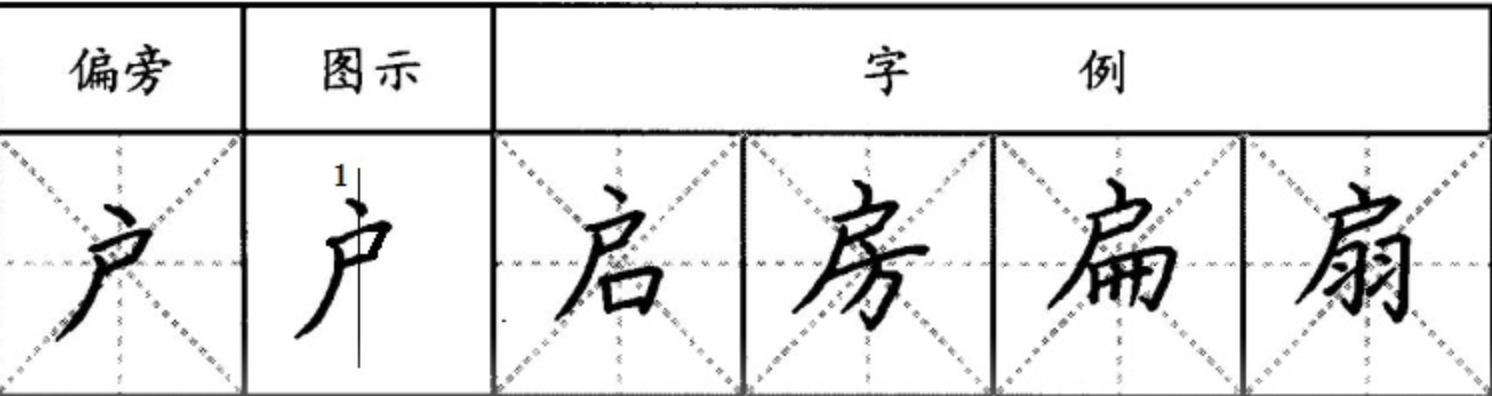 偏旁 图示 字例
户 1 户 启 房 扁 扇